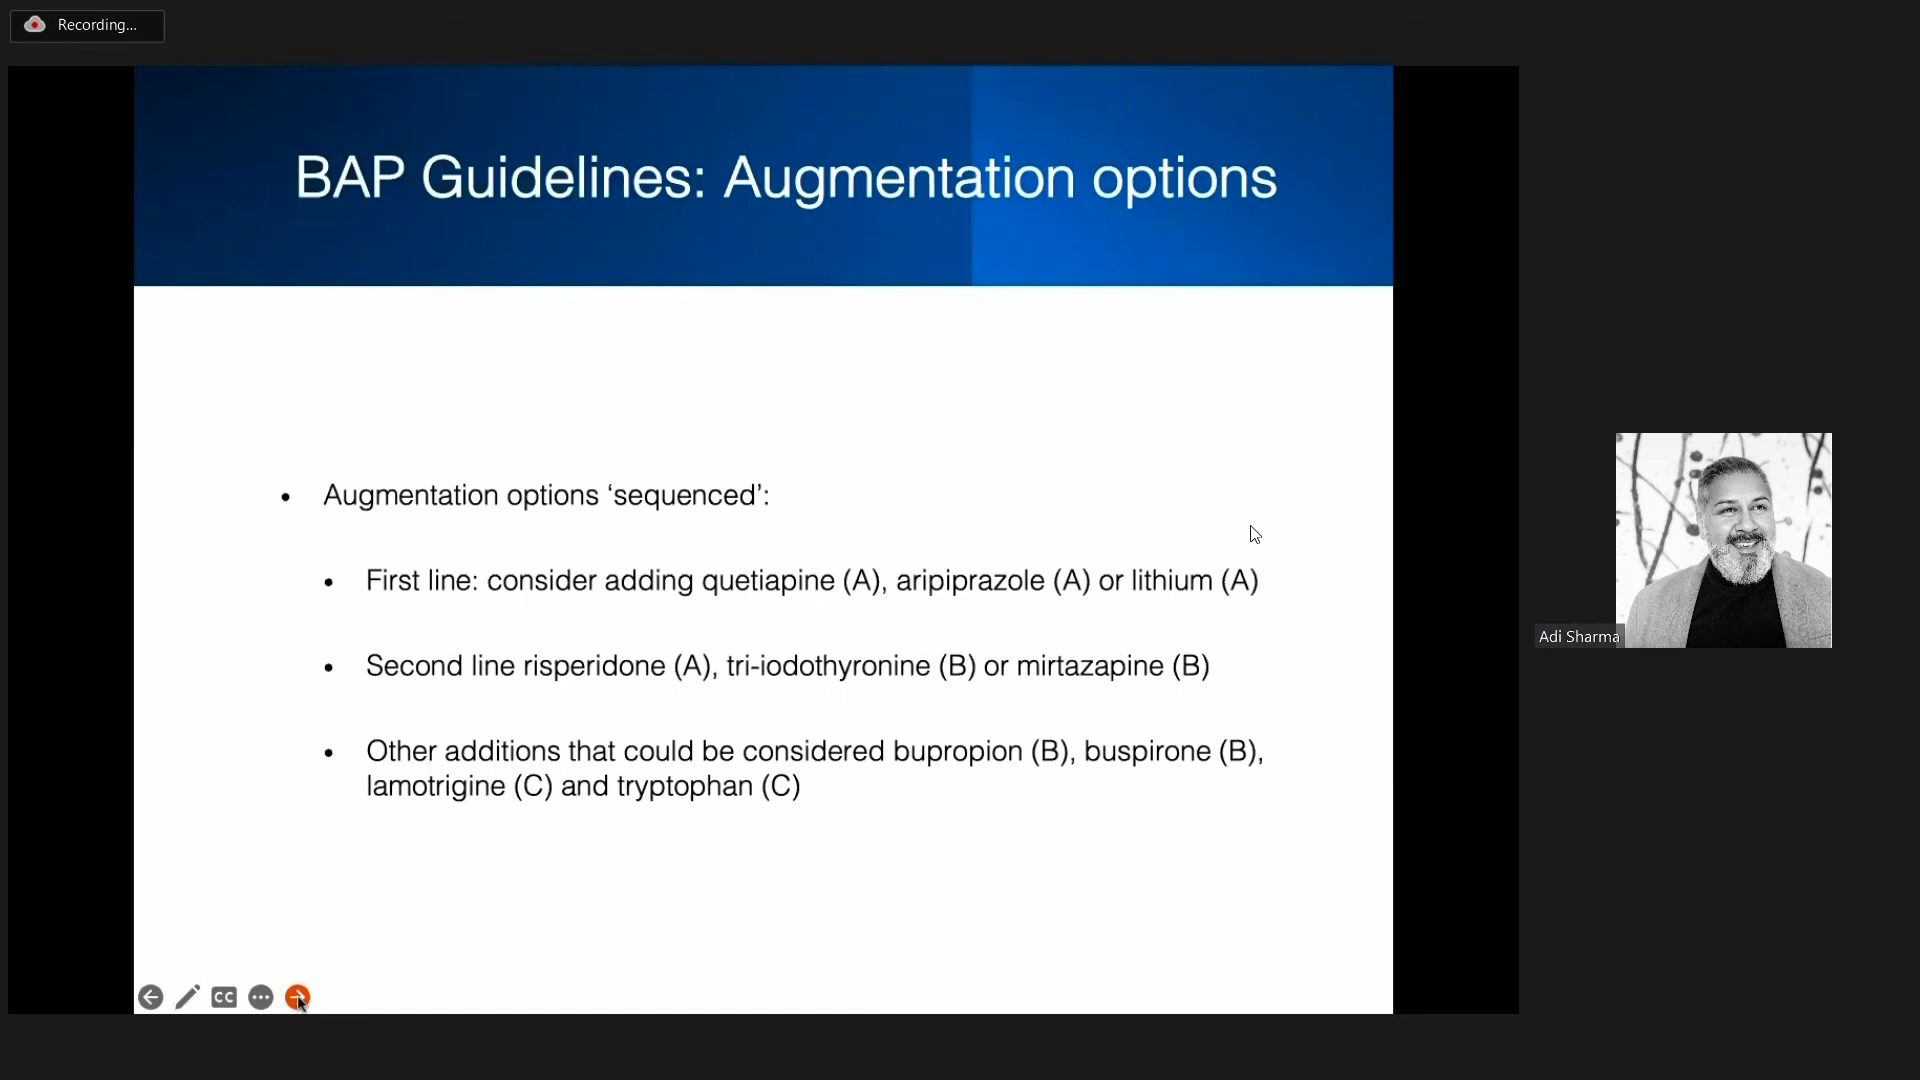 Recording...
BAP Guidelines: Augmentation options
• Augmentation options ‘sequenced’:
• First line: consider adding quetiapine (A), aripiprazole (A) or lithium (A)
• Second line risperidone (A), tri-iodothyronine (B) or mirtazapine (B)
• Other additions that could be considered bupropion (B), buspirone (B),
lamotrigine (C) and tryptophan (C)
Adi Sharma
CC